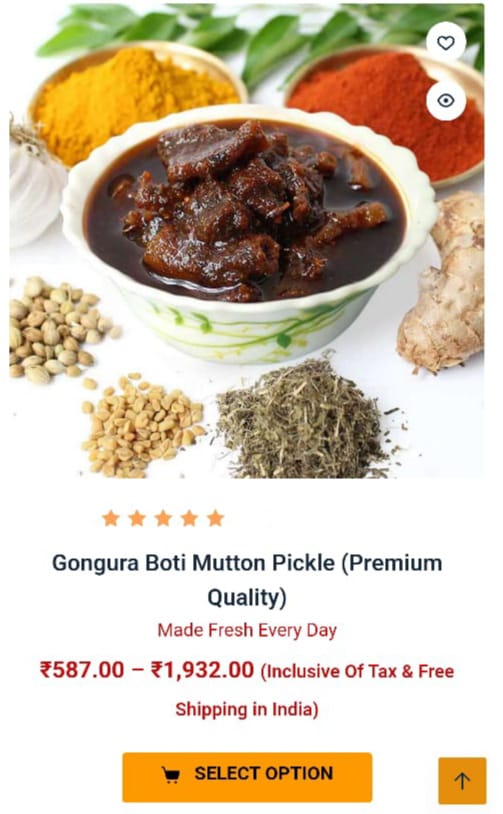 Gongura Boti Mutton Pickle (Premium
Quality)
Made Fresh Every Day
₹587.00 – ₹1,932.00 (Inclusive Of Tax & Free
Shipping in India)
SELECT OPTION